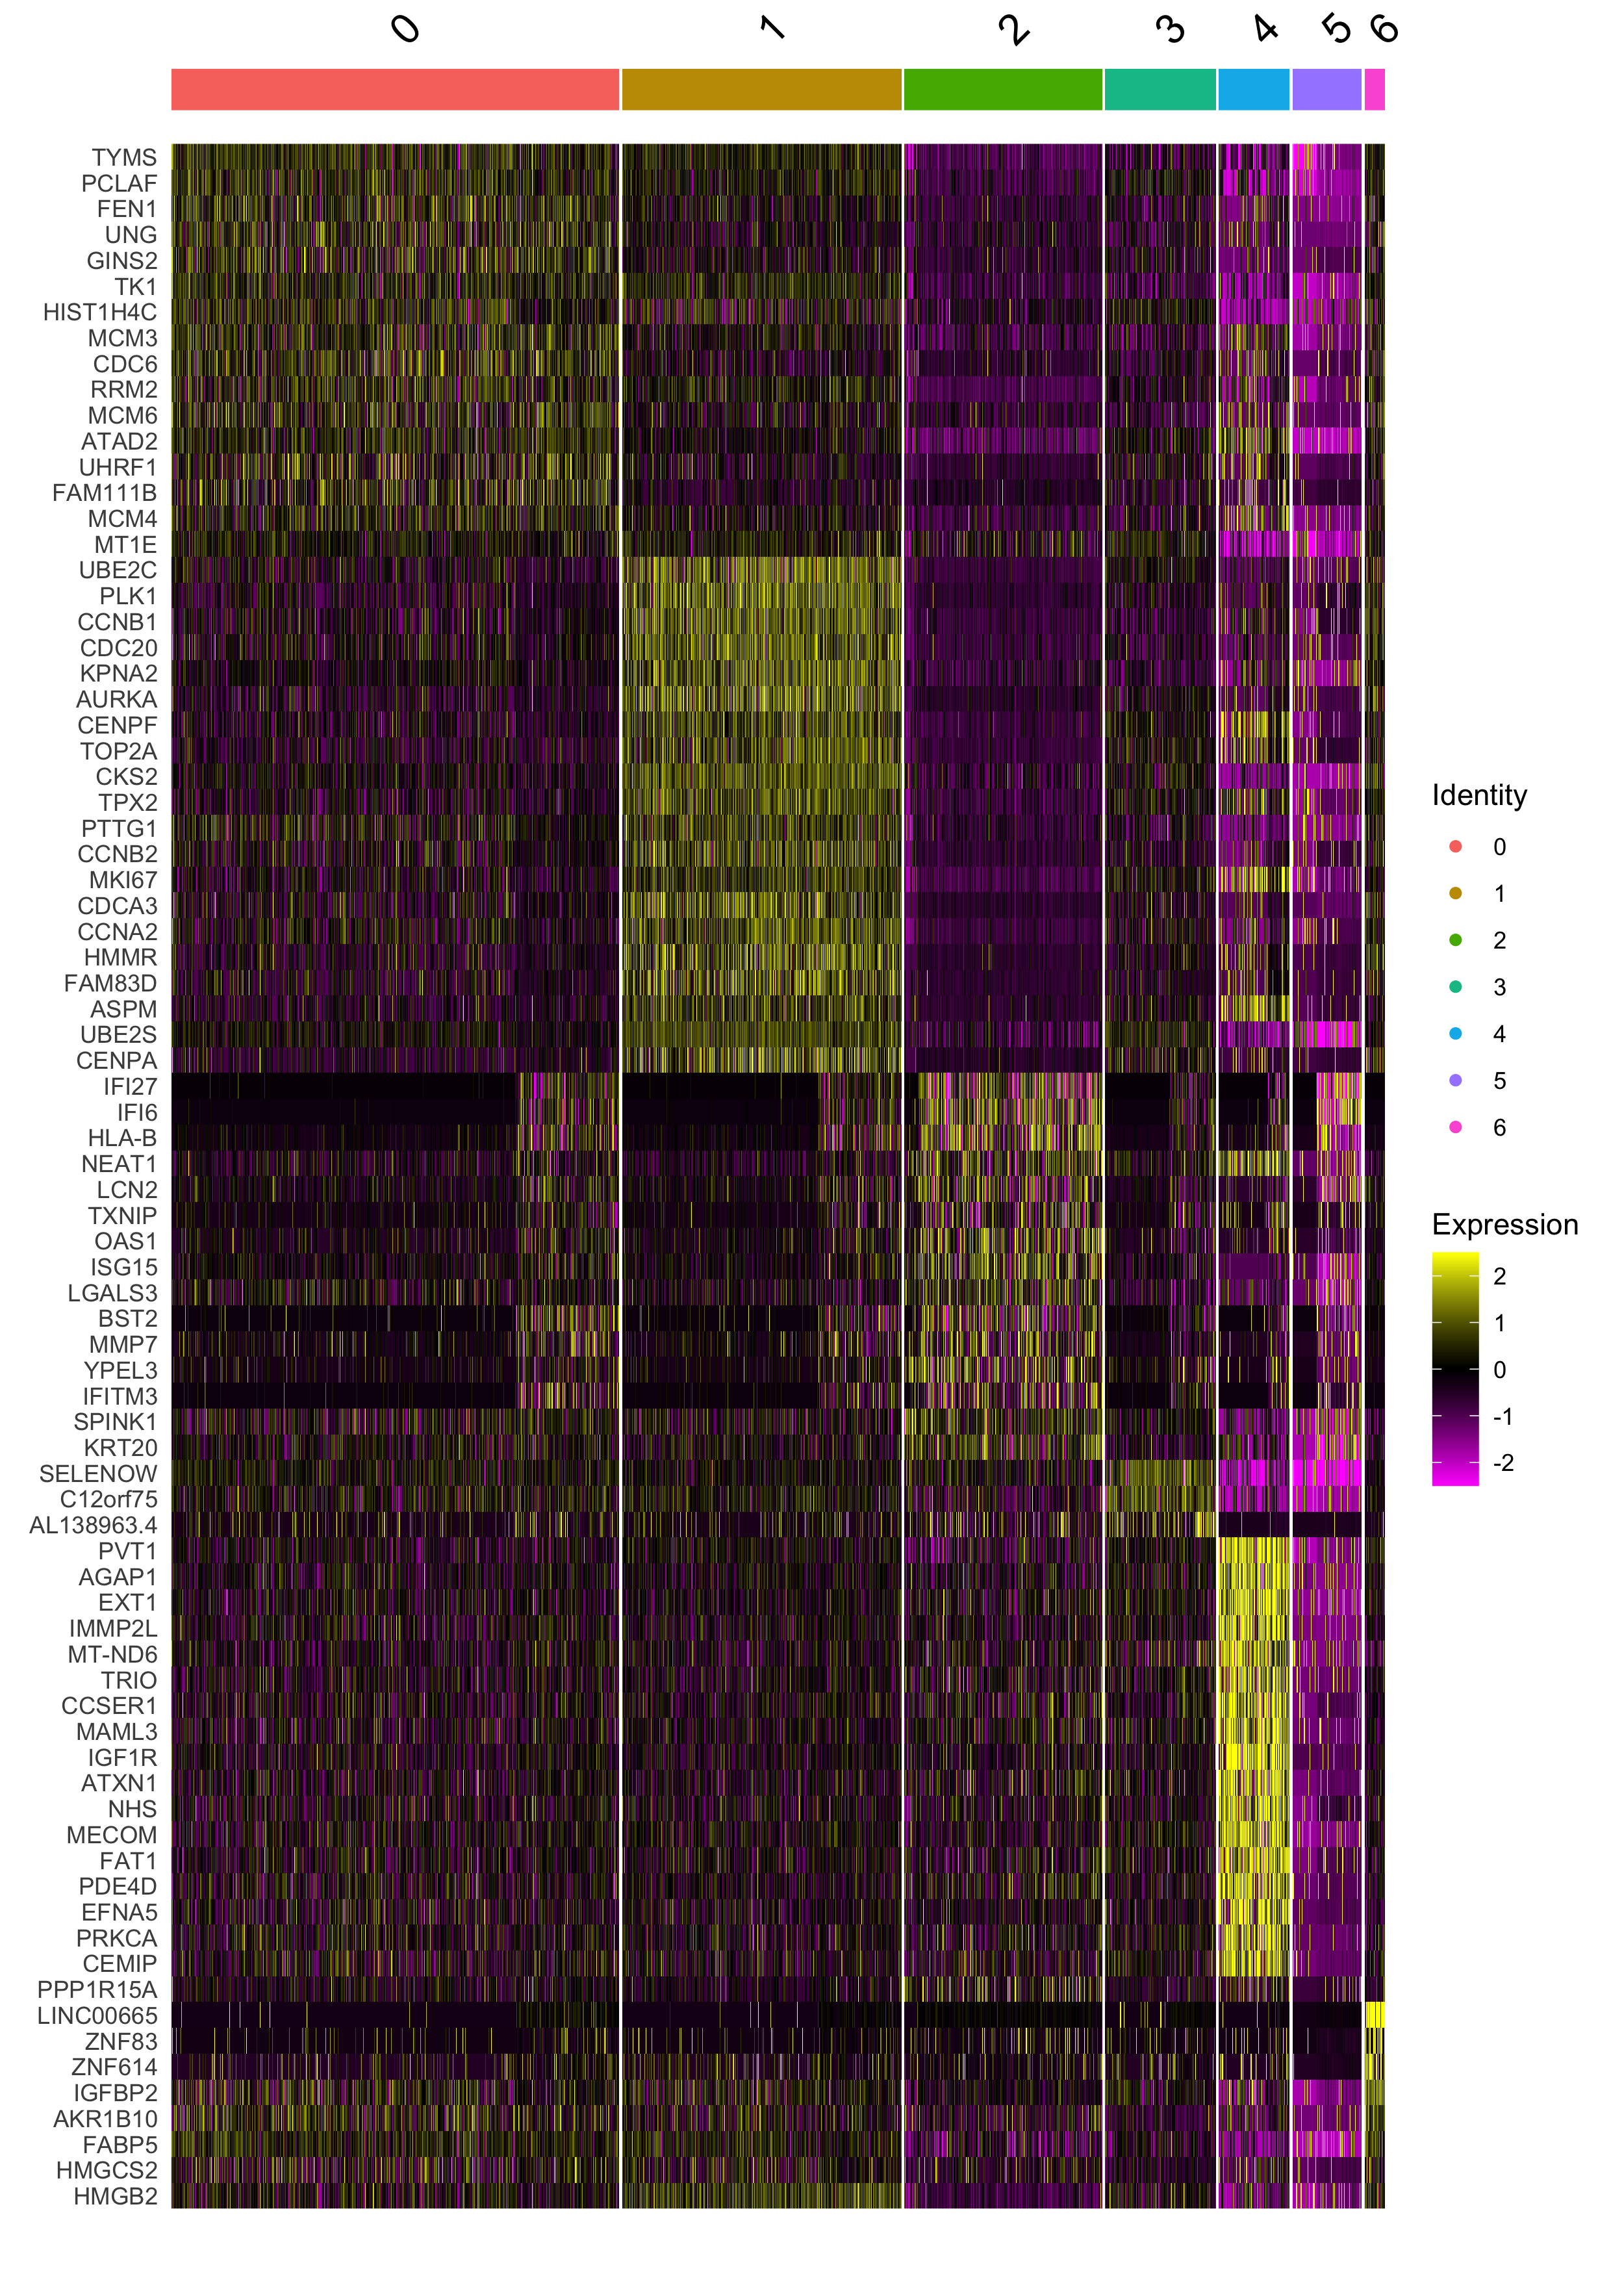 0 1 2 3 4 5 6
TYMS
PCLAF
FEN1
UNG
GINS2
TK1
HIST1H4C
MCM3
CDC6
RRM2
MCM6
ATAD2
UHRF1
FAM111B
MCM4
MT1E
UBE2C
PLK1
CCNB1
CDC20
KPNA2
AURKA
CENPF
TOP2A
CKS2
TPX2
PTTG1
CCNB2
MKI67
CDCA3
CCNA2
HMMR
FAM83D
ASPM
UBE2S
CENPA
IFI27
IFI6
HLA-B
NEAT1
LCN2
TXNIP
OAS1
ISG15
LGALS3
BST2
MMP7
YPEL3
IFITM3
SPINK1
KRT20
SELENOW
C12orf75
AL138963.4
PVT1
AGAP1
EXT1
IMMP2L
MT-ND6
TRIO
CCSER1
MAML3
IGF1R
ATXN1
NHS
MECOM
FAT1
PDE4D
EFNA5
PRKCA
CEMIP
PPP1R15A
LINC00665
ZNF83
ZNF614
IGFBP2
AKR1B10
FABP5
HMGCS2
HMGB2
Identity
0
1
2
3
4
5
6
Expression
2
1
0
-1
-2